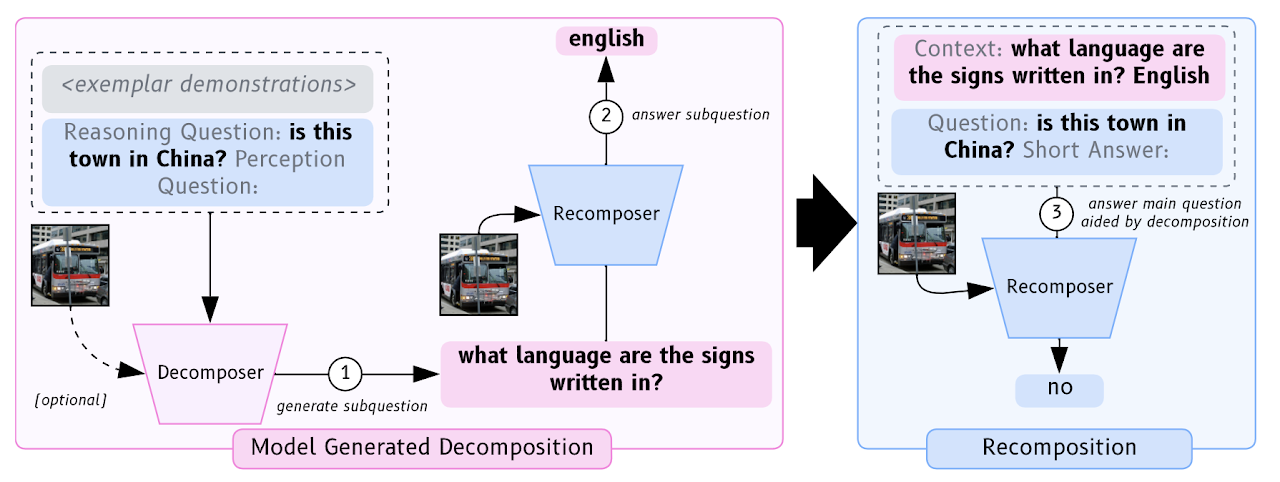 <exemplar demonstrations>
Reasoning Question: is this
town in China? Perception
Question:
[optional]
Decomposer
1
generate subquestion
what language are the signs
written in?
Recomposer
2
answer subquestion
english
Model Generated Decomposition
Context: what language are
the signs written in? English
Question: is this town in
China? Short Answer:
3
answer main question
aided by decomposition
Recomposer
no
Recomposition